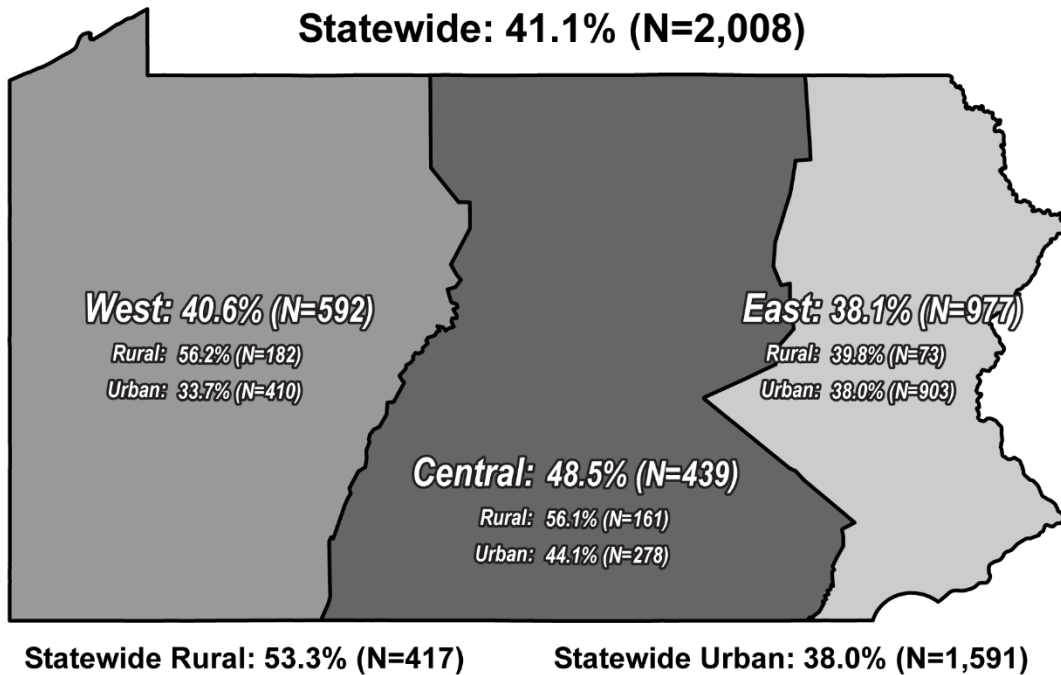 Statewide: 41.1% (N=2,008)
West: 40.6% (N=592)
Rural: 56.2% (N=182)
Urban: 33.7% (N=410)
East: 38.1% (N=977)
Rural: 39.8% (N=73)
Urban: 38.0% (N=903)
Central: 48.5% (N=439)
Rural: 56.1% (N=161)
Urban: 44.1% (N=278)
Statewide Rural: 53.3% (N=417)
Statewide Urban: 38.0% (N=1,591)